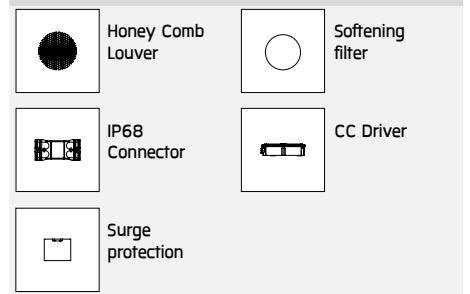 Honey Comb
Louver
Softening
filter
IP68
Connector
CC Driver
Surge
protection